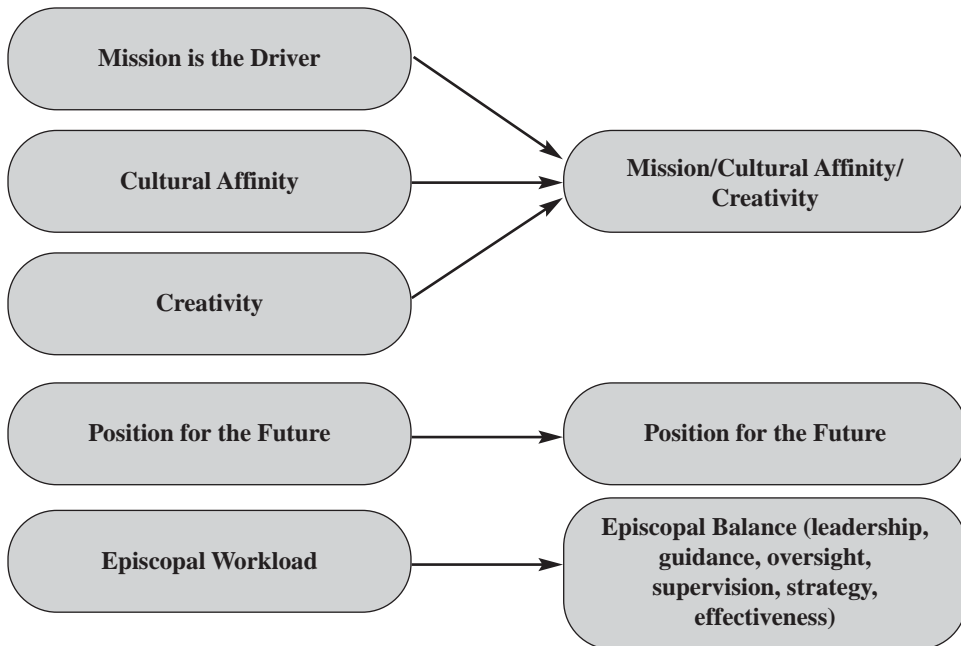 Mission is the Driver
Cultural Affinity
Mission/Cultural Affinity/
Creativity
Creativity
Position for the Future
Position for the Future
Episcopal Workload
Episcopal Balance (leadership,
guidance, oversight,
supervision, strategy,
effectiveness)